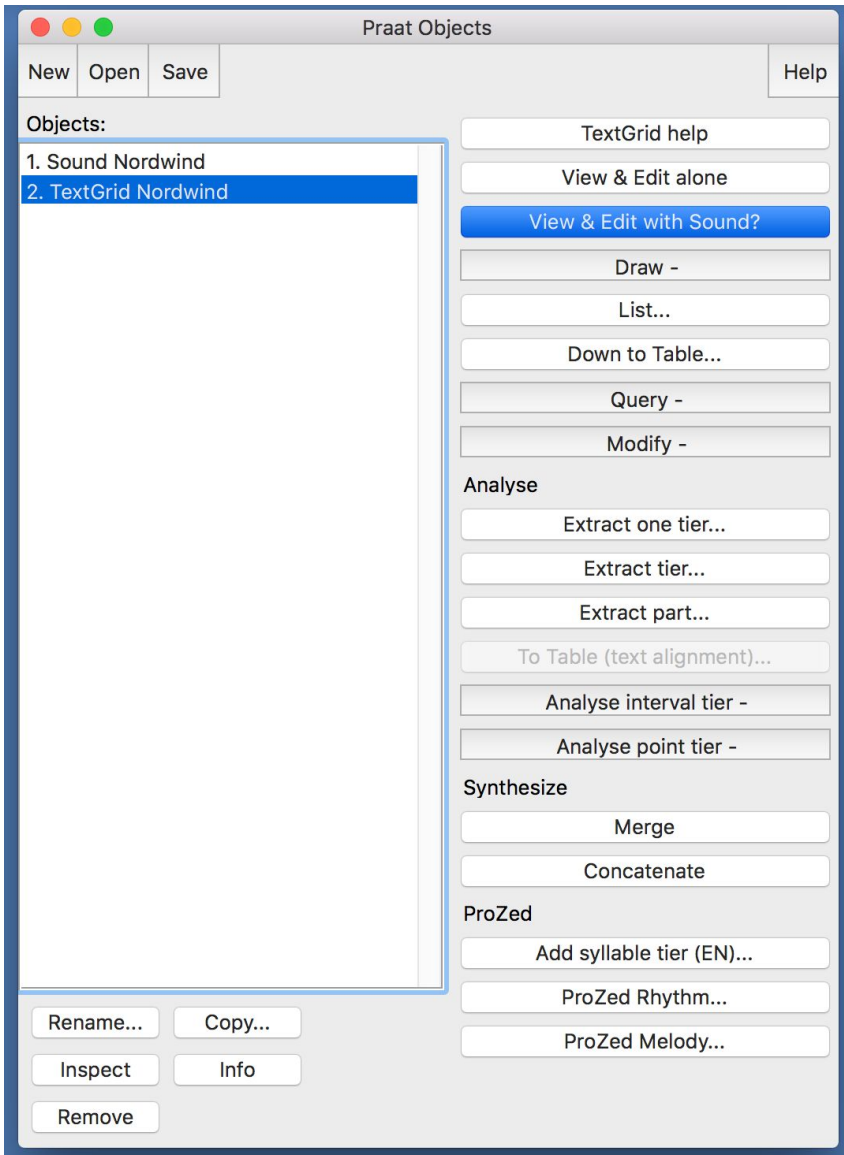 Praat Objects
New Open Save Help
Objects:
1. Sound Nordwind
2. TextGrid Nordwind
TextGrid help
View & Edit alone
View & Edit with Sound?
Draw -
List...
Down to Table...
Query -
Modify -
Analyse
Extract one tier...
Extract tier...
Extract part...
To Table (text alignment)...
Analyse interval tier -
Analyse point tier -
Synthesize
Merge
Concatenate
ProZed
Add syllable tier (EN)...
ProZed Rhythm...
ProZed Melody...
Rename... Copy...
Inspect Info
Remove